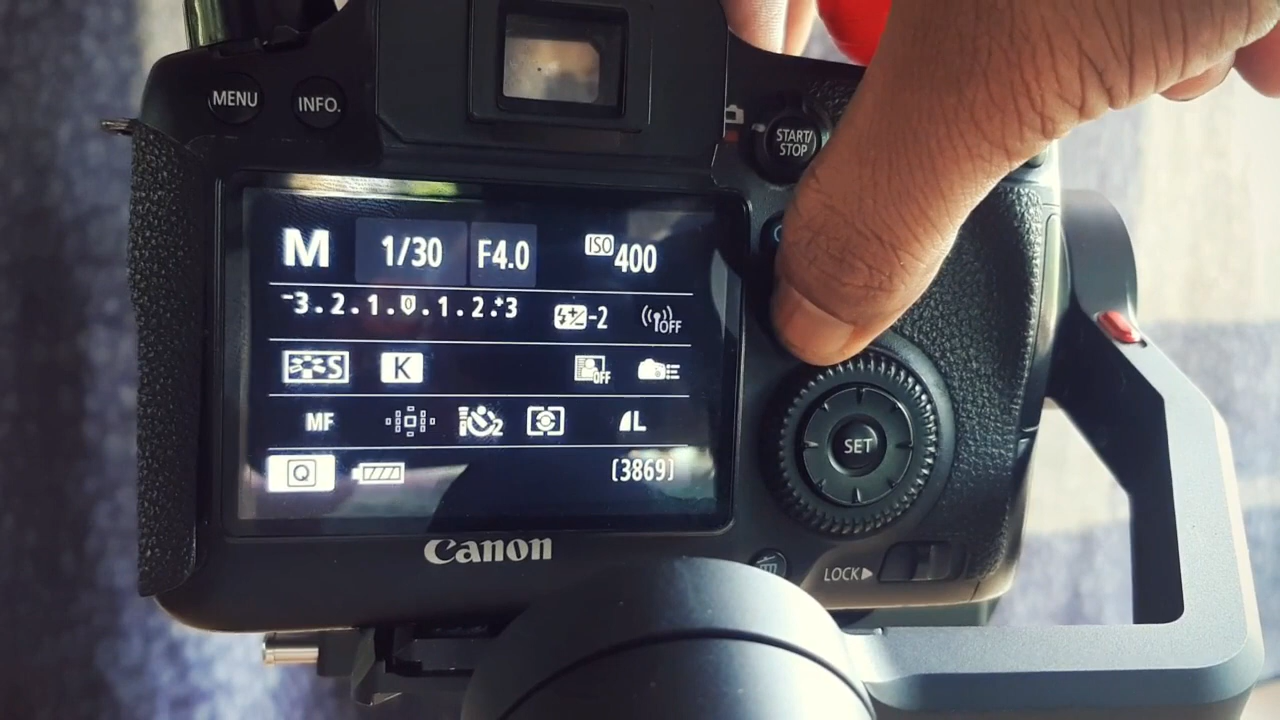 MENU INFO.
START/
STOP
M 1/30 F4.0 ISO 400
-3.2.1.0.1.2.+3 -2 OFF
S K OFF
MF 2 L
Q [3869]
SET
Canon
LOCK▶